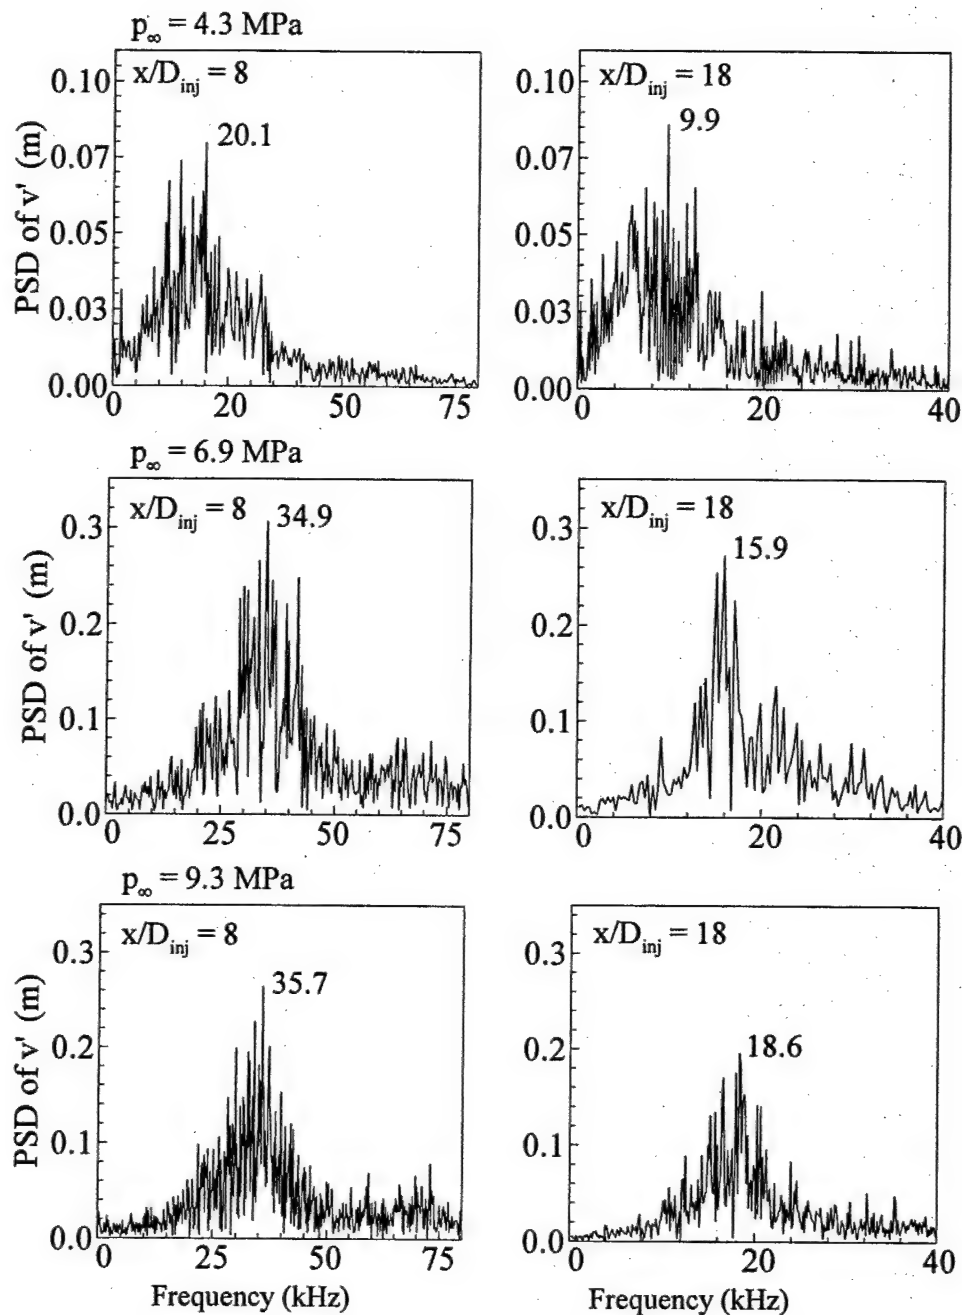 p∞ = 4.3 MPa
x/Dinj = 8
20.1
0.10
0.07
0.05
0.03
0.00
PSD of v' (m)
0 25 50 75
x/Dinj = 18
9.9
0.10
0.07
0.05
0.03
0.00
0 20 40
p∞ = 6.9 MPa
x/Dinj = 8
34.9
0.3
0.2
0.1
0.0
PSD of v' (m)
0 25 50 75
x/Dinj = 18
15.9
0.3
0.2
0.1
0.0
0 20 40
p∞ = 9.3 MPa
x/Dinj = 8
35.7
0.3
0.2
0.1
0.0
PSD of v' (m)
0 25 50 75
Frequency (kHz)
x/Dinj = 18
18.6
0.3
0.2
0.1
0.0
0 20 40
Frequency (kHz)